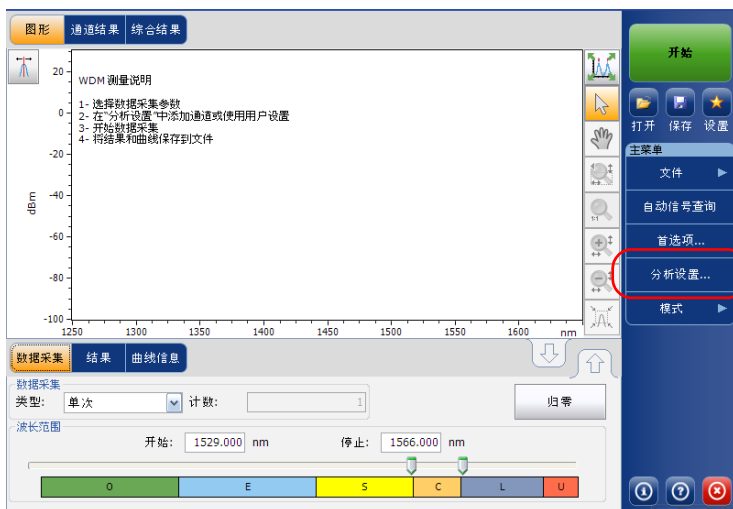 图形 通道结果 综合结果
WDM 测量说明
1- 选择数据采集参数
2- 在"分析设置"中添加通道或使用用户设置
3- 开始数据采集
4- 将结果和曲线保存到文件
dBm
20
0
-20
-40
-60
-80
-100
1250 1300 1350 1400 1450 1500 1550 1600 nm
1:1
开始
打开 保存 设置
主菜单
文件
自动信号查询
首选项...
分析设置...
模式
数据采集 结果 曲线信息
数据采集
类型: 单次 计数: 1
归零
波长范围
开始: 1529.000 nm 停止: 1566.000 nm
O E S C L U